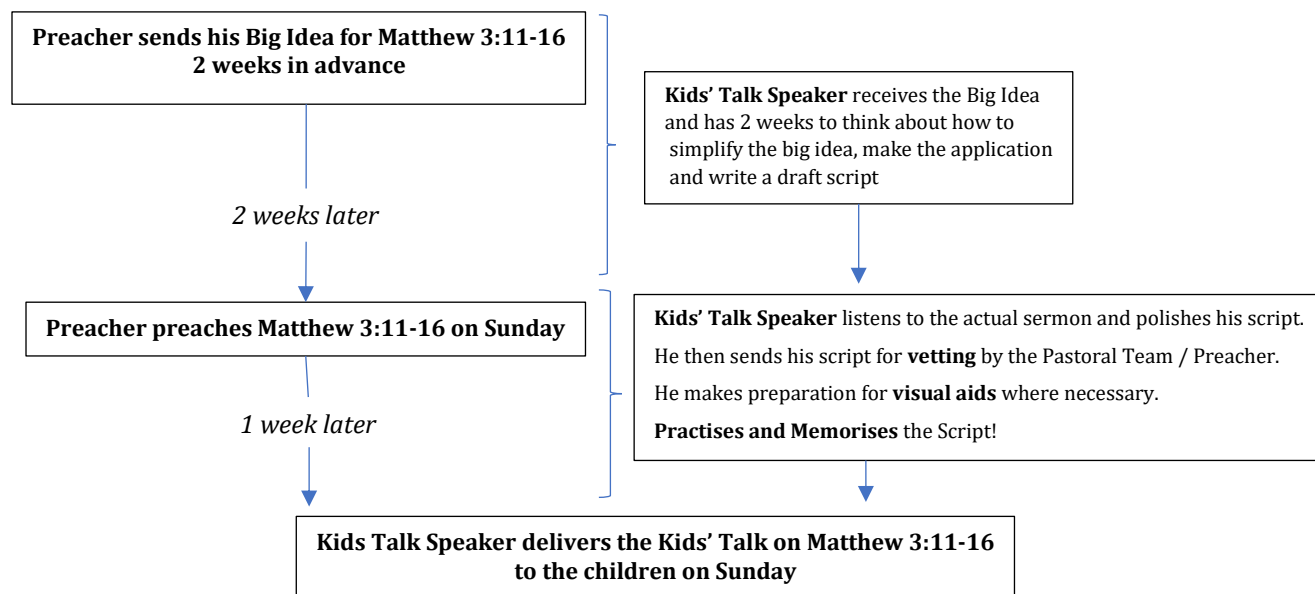 Preacher sends his Big Idea for Matthew 3:11-16
2 weeks in advance
Kids’ Talk Speaker receives the Big Idea
and has 2 weeks to think about how to
simplify the big idea, make the application
and write a draft script
2 weeks later
Preacher preaches Matthew 3:11-16 on Sunday
Kids’ Talk Speaker listens to the actual sermon and polishes his script.
He then sends his script for vetting by the Pastoral Team / Preacher.
He makes preparation for visual aids where necessary.
Practises and Memorises the Script!
1 week later
Kids Talk Speaker delivers the Kids’ Talk on Matthew 3:11-16
to the children on Sunday